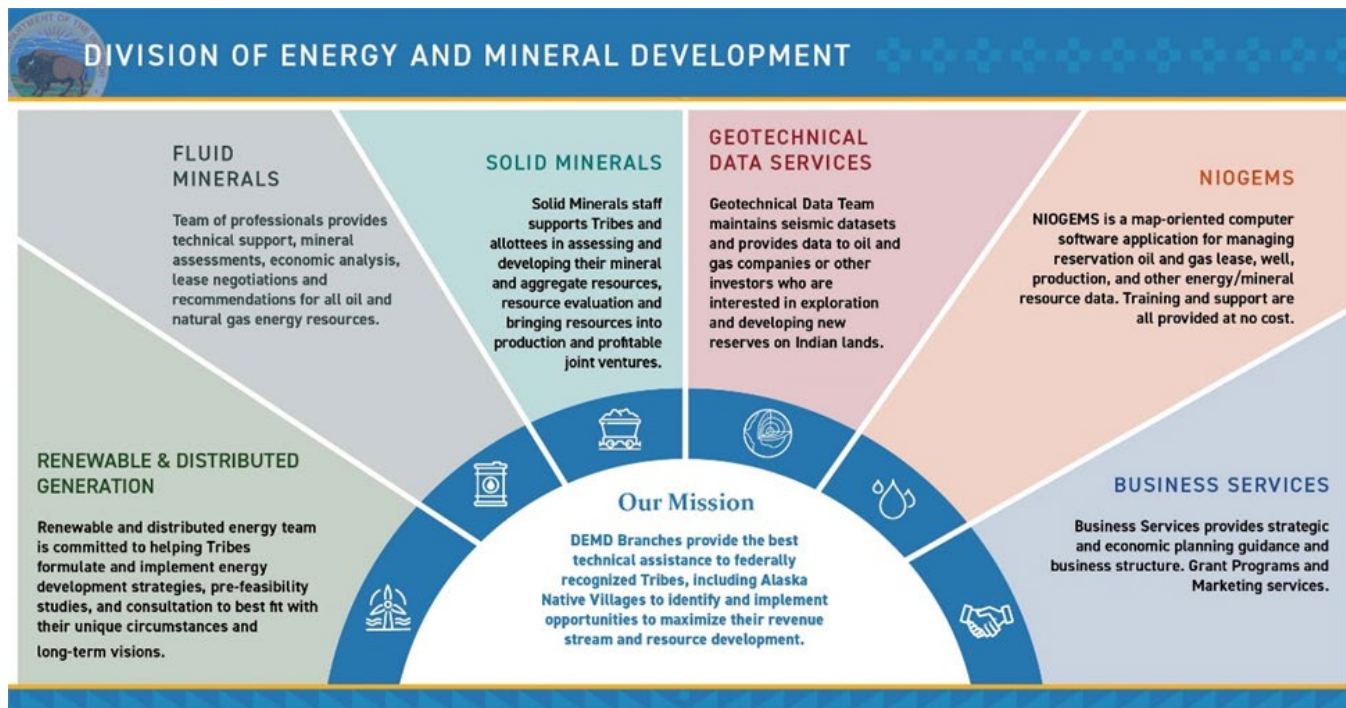 DIVISION OF ENERGY AND MINERAL DEVELOPMENT
FLUID
MINERALS
Team of professionals provides
technical support, mineral
assessments, economic analysis,
lease negotiations and
recommendations for all oil and
natural gas energy resources.
SOLID MINERALS
Solid Minerals staff
supports Tribes and
allottees in assessing and
developing their mineral
and aggregate resources,
resource evaluation and
bringing resources into
production and profitable
joint ventures.
GEOTECHNICAL
DATA SERVICES
Geotechnical Data Team
maintains seismic datasets
and provides data to oil and
gas companies or other
investors who are
interested in exploration
and developing new
reserves on Indian lands.
NIOGEMS
NIOGEMS is a map-oriented computer
software application for managing
reservation oil and gas lease, well,
production, and other energy/mineral
resource data. Training and support are
all provided at no cost.
RENEWABLE & DISTRIBUTED
GENERATION
Renewable and distributed energy team
is committed to helping Tribes
formulate and implement energy
development strategies, pre-feasibility
studies, and consultation to best fit with
their unique circumstances and
long-term visions.
Our Mission
DEMD Branches provide the best
technical assistance to federally
recognized Tribes, including Alaska
Native Villages to identify and implement
opportunities to maximize their revenue
stream and resource development.
BUSINESS SERVICES
Business Services provides strategic
and economic planning guidance and
business structure. Grant Programs and
Marketing services.